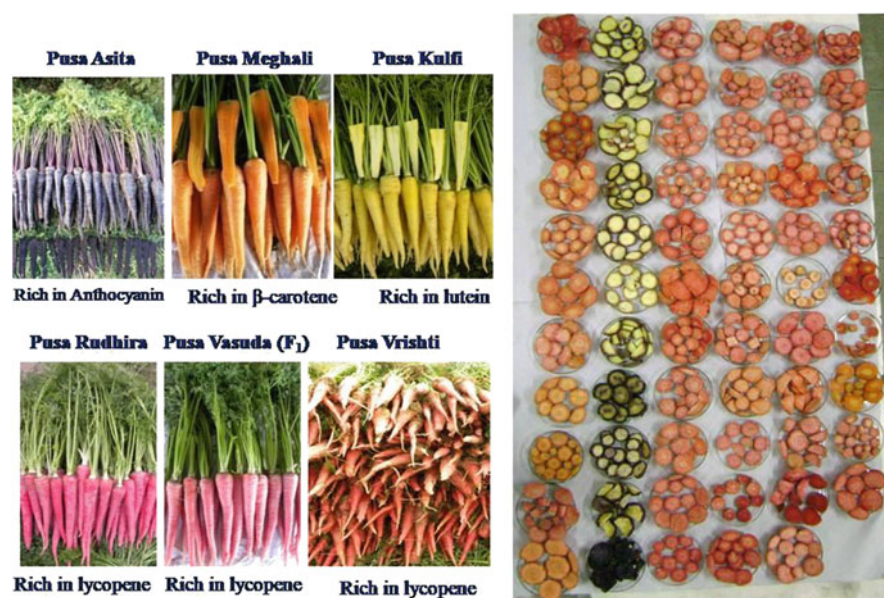 Pusa Asita
Pusa Meghali
Pusa Kulfi
Rich in Anthocyanin
Rich in β-carotene
Rich in lutein
Pusa Rudhira
Pusa Vasuda (F₁)
Pusa Vrishti
Rich in lycopene
Rich in lycopene
Rich in lycopene